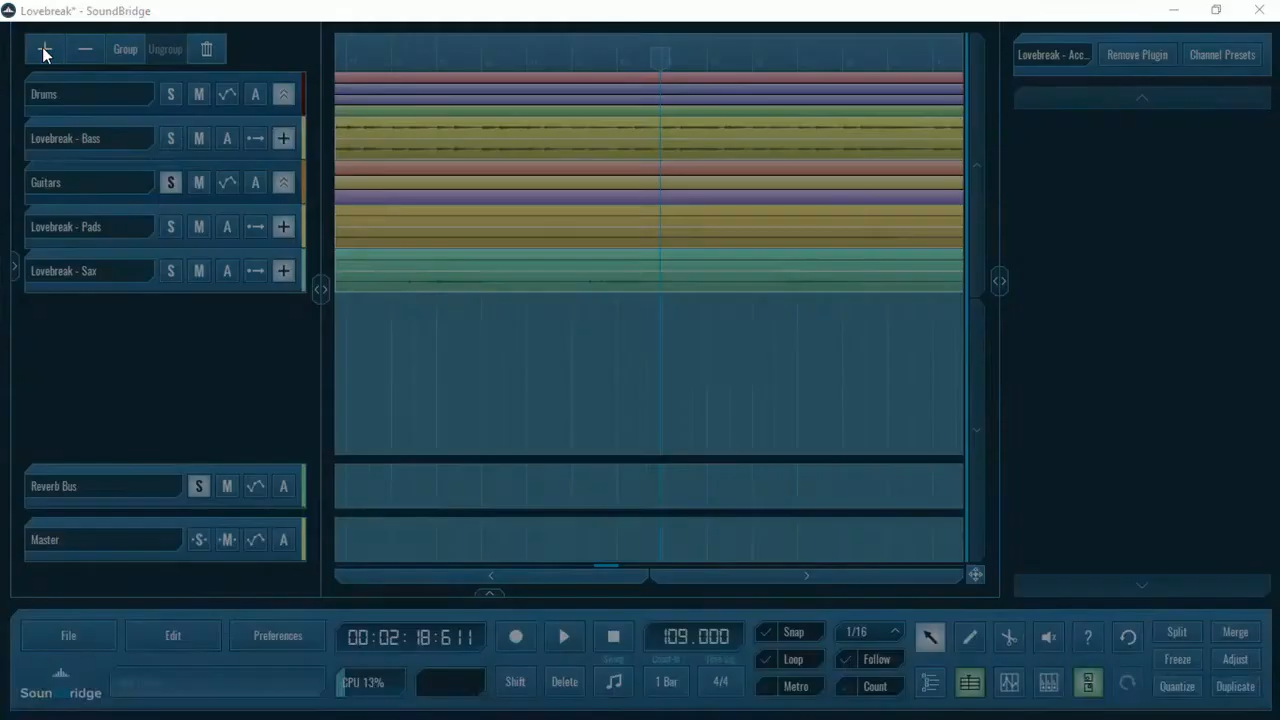 Lovebreak* - SoundBridge
Group
Ungroup
Lovebreak - Acc...
Remove Plugin
Channel Presets
Drums
S
M
A
Lovebreak - Bass
S
M
A
Guitars
S
M
A
Lovebreak - Pads
S
M
A
Lovebreak - Sax
S
M
A
Reverb Bus
S
M
A
Master
·S·
·M·
A
File
Edit
Preferences
00:02:18:611
109.000
Snap
1/16
Split
Merge
Loop
Follow
Freeze
Adjust
SoundBridge
CPU 13%
Shift
Delete
1 Bar
4/4
Metro
Count
Quantize
Duplicate